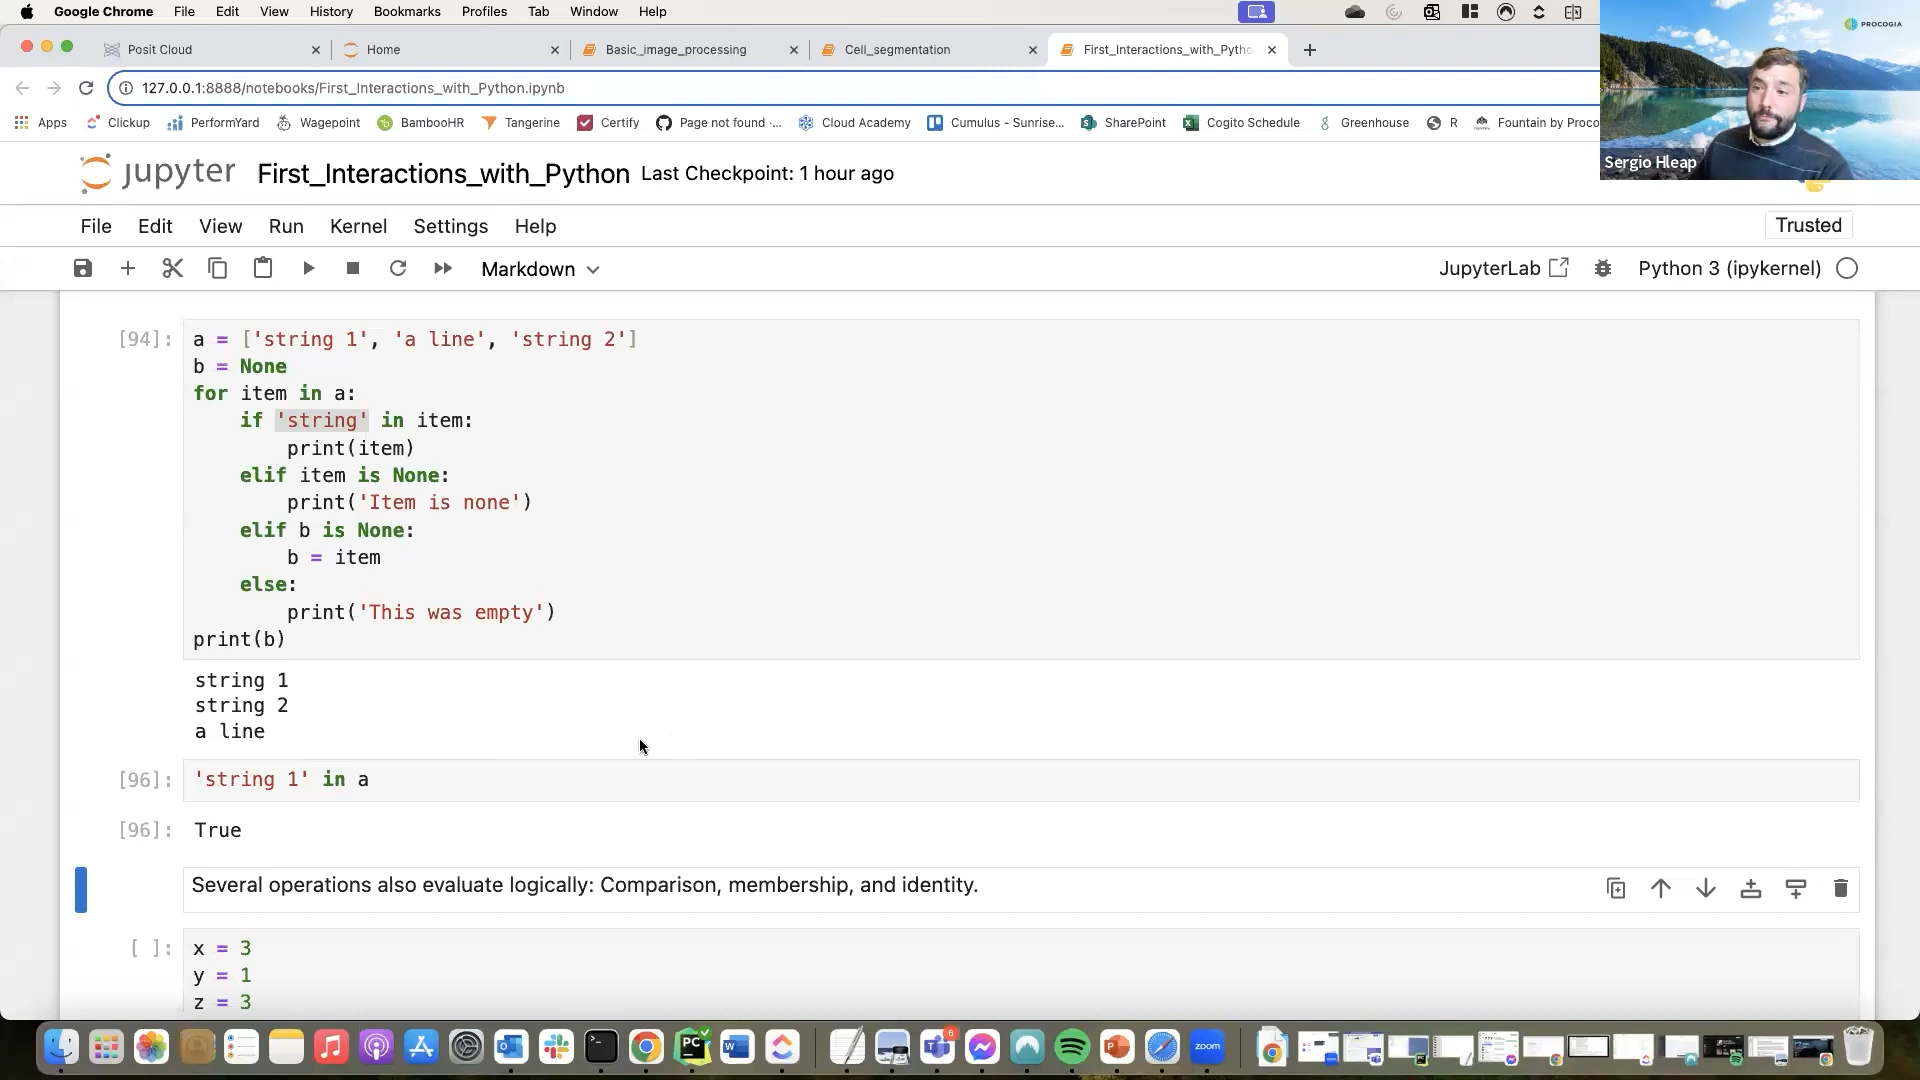 Google Chrome File Edit View History Bookmarks Profiles Tab Window Help
Posit Cloud
Home
Basic_image_processing
Cell_segmentation
First_Interactions_with_Pytho
127.0.0.1:8888/notebooks/First_Interactions_with_Python.ipynb
Apps Clickup PerformYard Wagepoint BambooHR Tangerine Certify Page not found ·... Cloud Academy Cumulus - Sunrise... SharePoint Cogito Schedule Greenhouse R Fountain by Proco
PROCOGIA
Sergio Hleap
jupyter First_Interactions_with_Python Last Checkpoint: 1 hour ago
File Edit View Run Kernel Settings Help
Trusted
Markdown
JupyterLab
Python 3 (ipykernel)
[94]: a = ['string 1', 'a line', 'string 2']
b = None
for item in a:
    if 'string' in item:
        print(item)
    elif item is None:
        print('Item is none')
    elif b is None:
        b = item
    else:
        print('This was empty')
print(b)
string 1
string 2
a line
[96]: 'string 1' in a
[96]: True
Several operations also evaluate logically: Comparison, membership, and identity.
[ ]: x = 3
y = 1
z = 3
PC
W
6
P
zoom